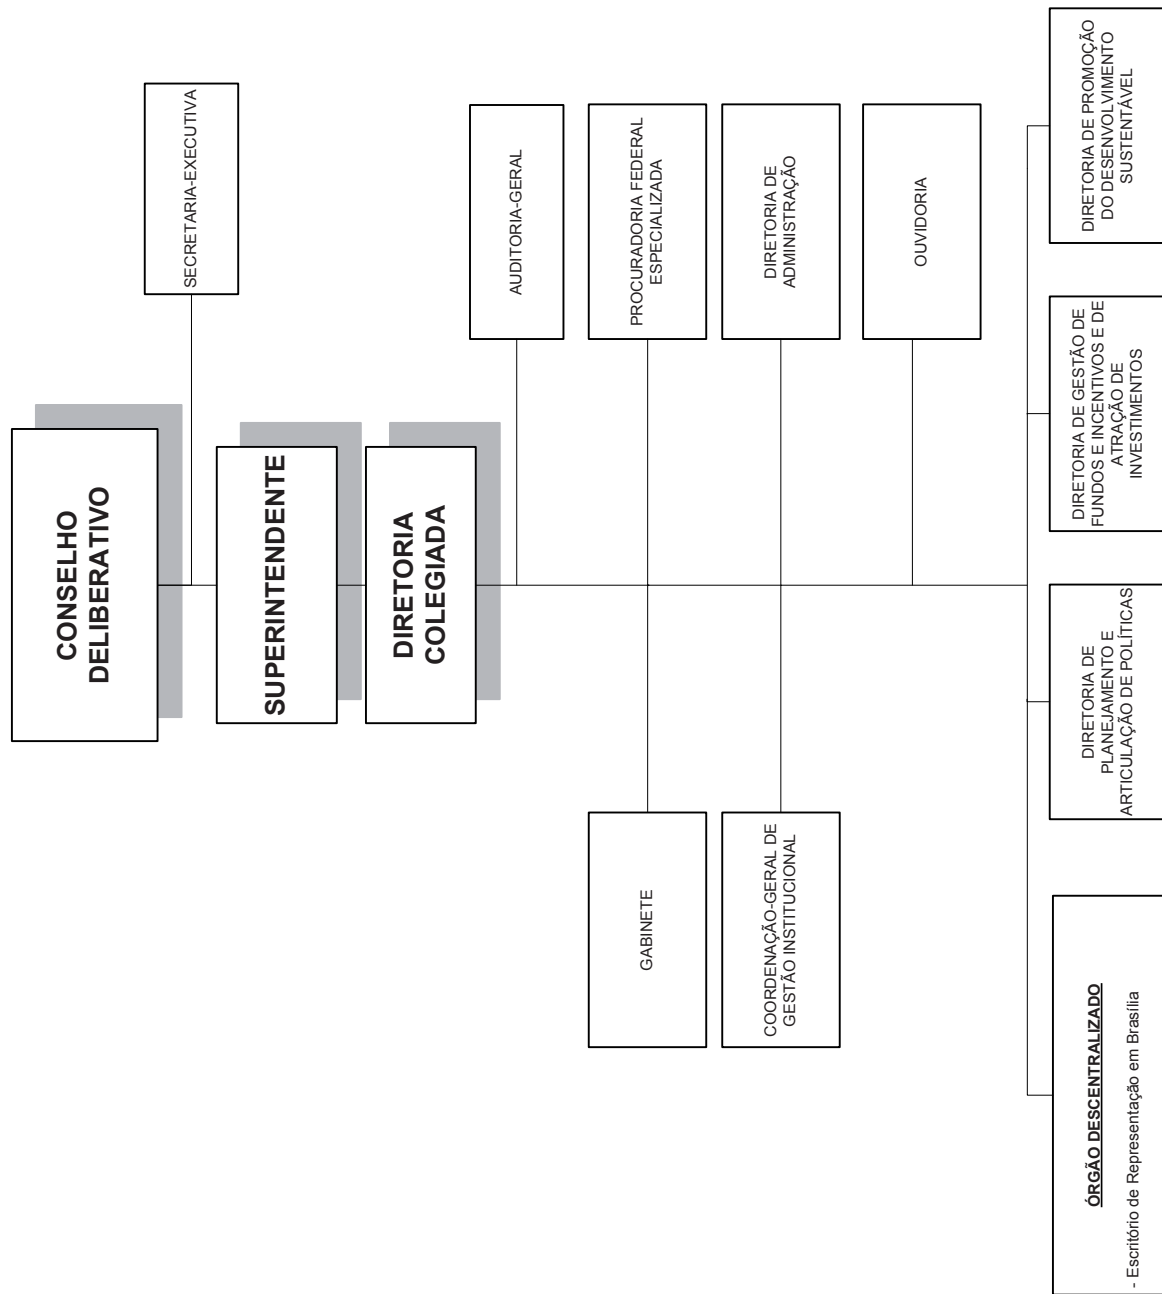 CONSELHO
DELIBERATIVO
SECRETARIA-EXECUTIVA
SUPERINTENDENTE
DIRETORIA
COLEGIADA
AUDITORIA-GERAL
GABINETE
PROCURADORIA FEDERAL
ESPECIALIZADA
COORDENAÇÃO-GERAL DE
GESTÃO INSTITUCIONAL
DIRETORIA DE
ADMINISTRAÇÃO
OUVIDORIA
ÓRGÃO DESCENTRALIZADO
- Escritório de Representação em Brasília
DIRETORIA DE
PLANEJAMENTO E
ARTICULAÇÃO DE POLÍTICAS
DIRETORIA DE GESTÃO DE
FUNDOS E INCENTIVOS E DE
ATRAÇÃO DE
INVESTIMENTOS
DIRETORIA DE PROMOÇÃO
DO DESENVOLVIMENTO
SUSTENTÁVEL